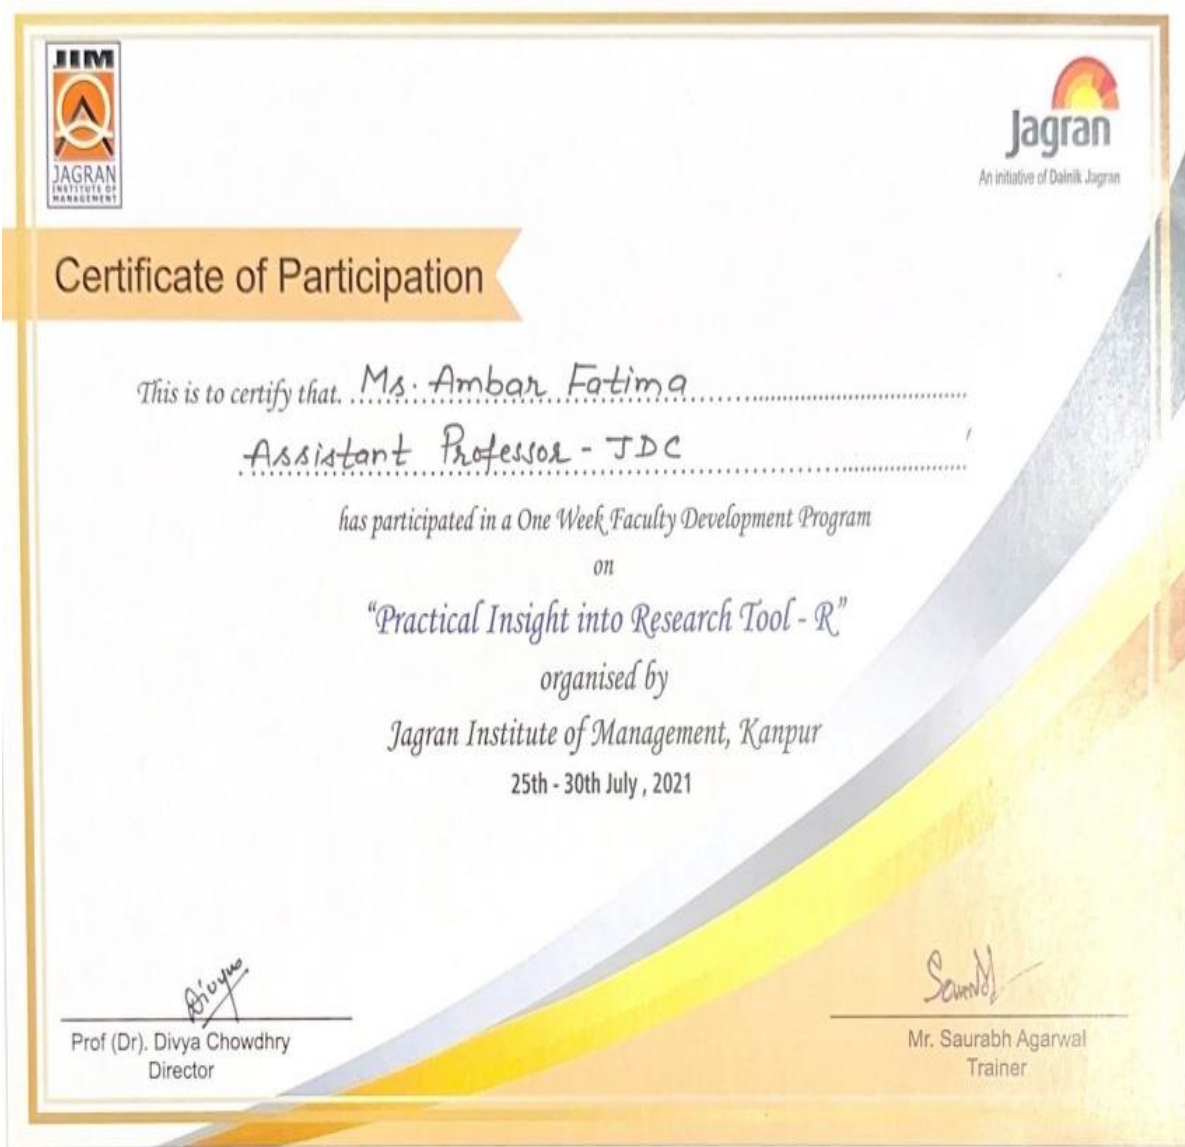 JIM
JAGRAN
INSTITUTE OF
MANAGEMENT
Jagran
An initiative of Dainik Jagran
Certificate of Participation
This is to certify that. Ms. Ambar Fatima
Assistant Professor - JDC
has participated in a One Week Faculty Development Program
on
“Practical Insight into Research Tool - R”
organised by
Jagran Institute of Management, Kanpur
25th - 30th July , 2021
Divya
Prof (Dr). Divya Chowdhry
Director
Mr. Saurabh Agarwal
Trainer